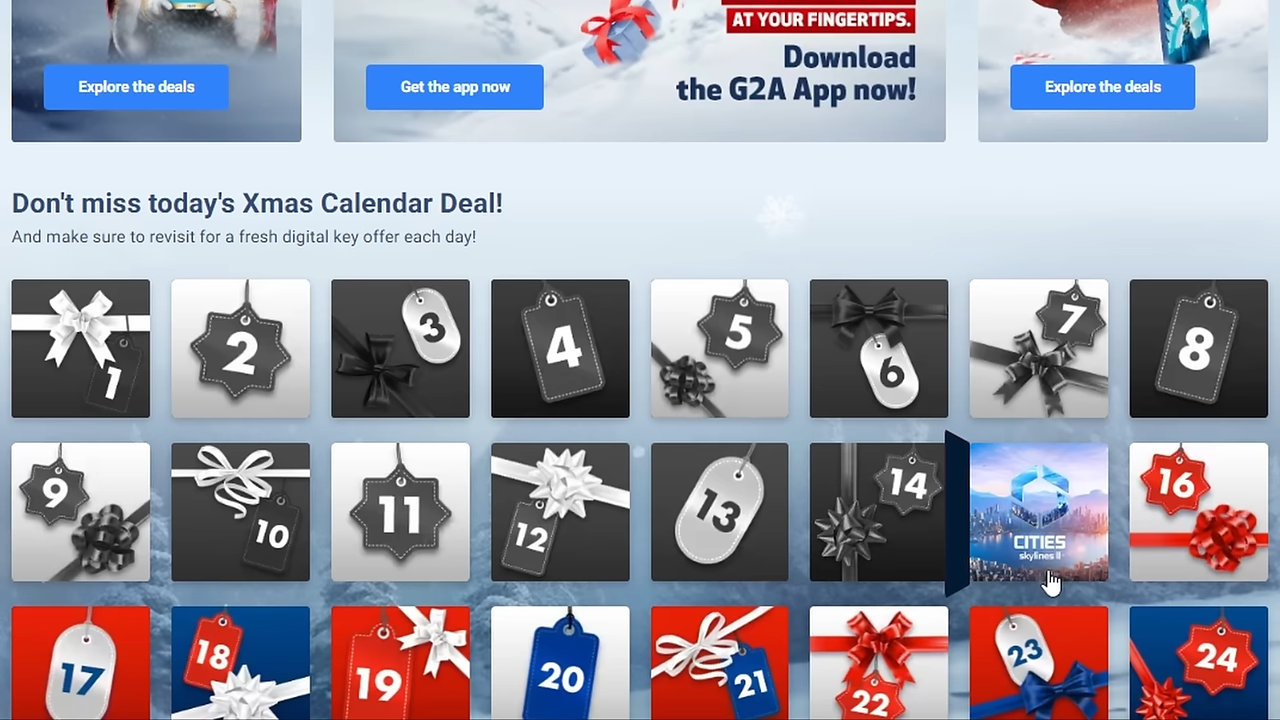 AT YOUR FINGERTIPS.
Download
the G2A App now!
Explore the deals
Get the app now
Explore the deals
Don't miss today's Xmas Calendar Deal!
And make sure to revisit for a fresh digital key offer each day!
1
2
3
4
5
6
7
8
9
10
11
12
13
14
CITIES
skylines II
16
17
18
19
20
21
22
23
24